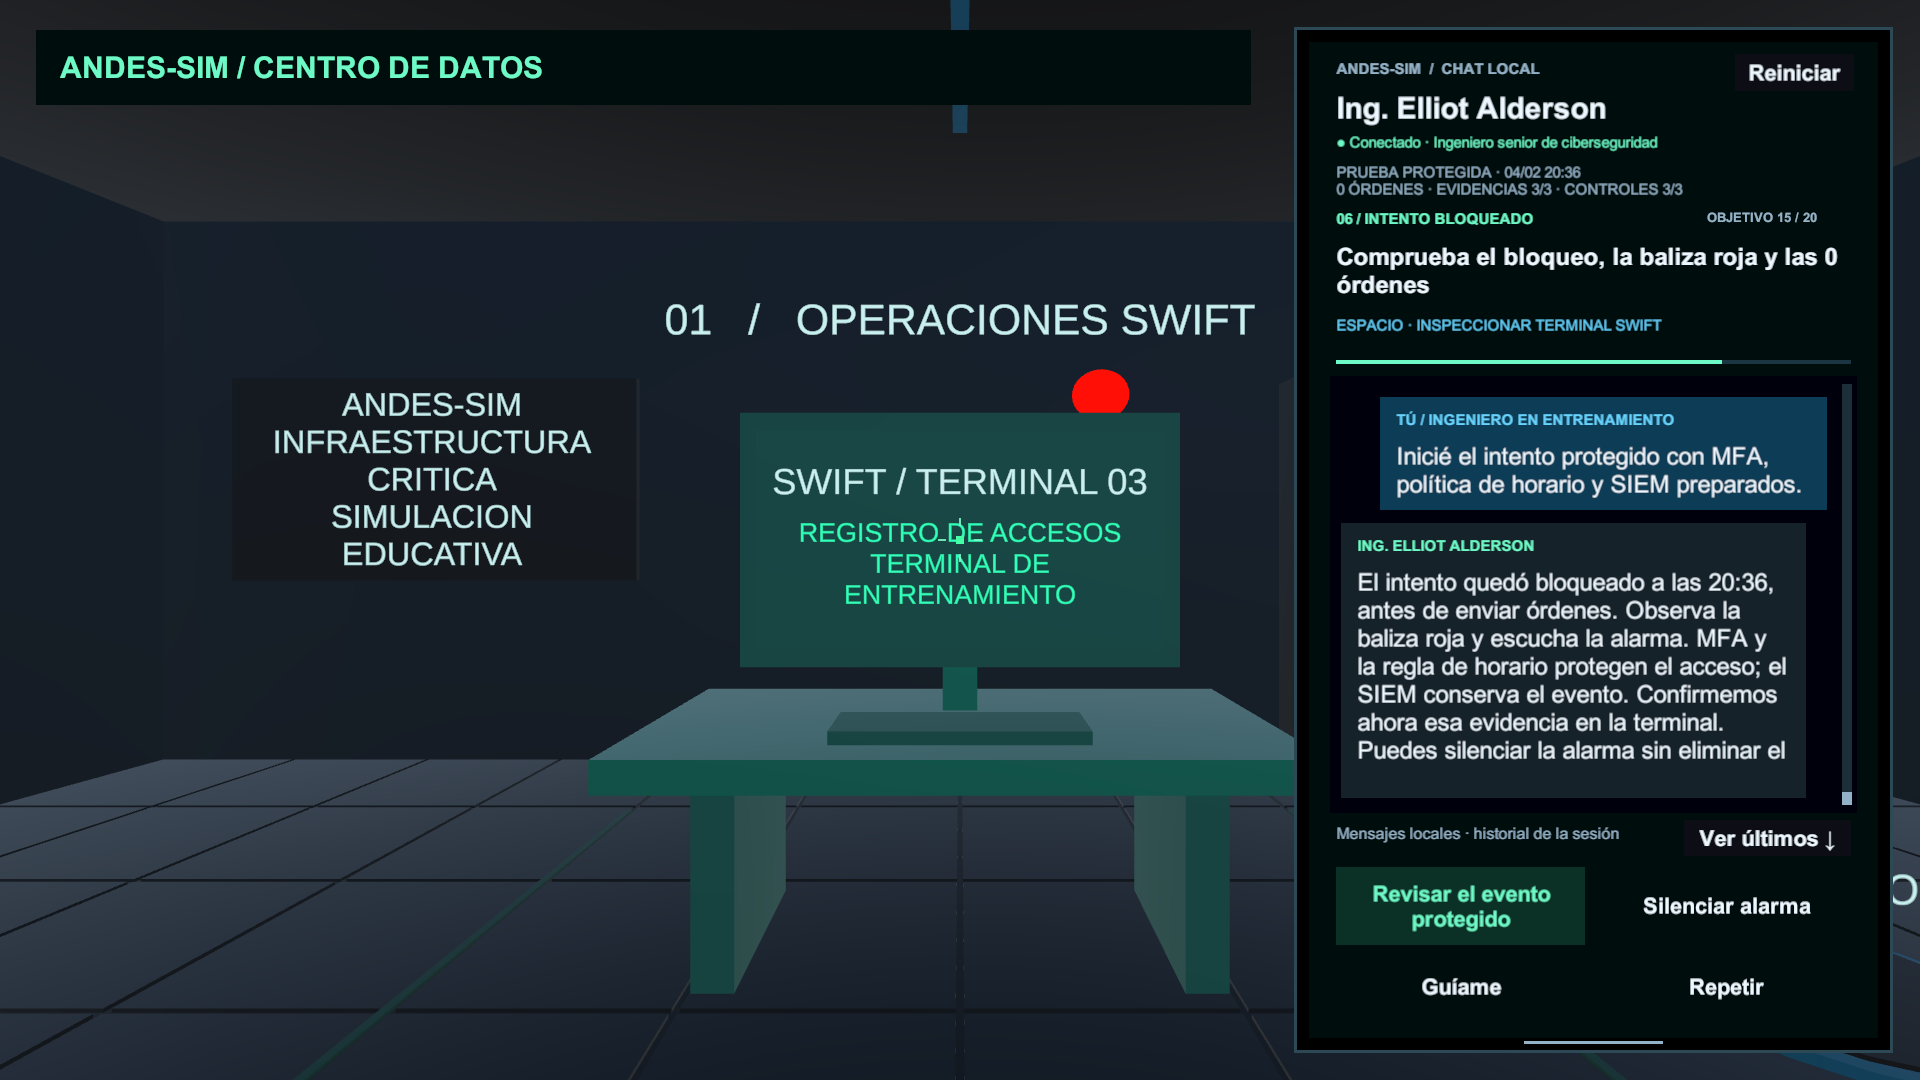 ANDES-SIM / CENTRO DE DATOS
01 / OPERACIONES SWIFT
ANDES-SIM
INFRAESTRUCTURA
CRITICA
SIMULACION
EDUCATIVA
SWIFT / TERMINAL 03
REGISTRO DE ACCESOS
TERMINAL DE
ENTRENAMIENTO
ANDES-SIM / CHAT LOCAL
Reiniciar
Ing. Elliot Alderson
● Conectado · Ingeniero senior de ciberseguridad
PRUEBA PROTEGIDA · 04/02 20:36
0 ÓRDENES · EVIDENCIAS 3/3 · CONTROLES 3/3
06 / INTENTO BLOQUEADO
OBJETIVO 15 / 20
Comprueba el bloqueo, la baliza roja y las 0
órdenes
ESPACIO · INSPECCIONAR TERMINAL SWIFT
TÚ / INGENIERO EN ENTRENAMIENTO
Inicié el intento protegido con MFA,
política de horario y SIEM preparados.
ING. ELLIOT ALDERSON
El intento quedó bloqueado a las 20:36,
antes de enviar órdenes. Observa la
baliza roja y escucha la alarma. MFA y
la regla de horario protegen el acceso; el
SIEM conserva el evento. Confirmemos
ahora esa evidencia en la terminal.
Puedes silenciar la alarma sin eliminar el
Mensajes locales · historial de la sesión
Ver últimos ↓
Revisar el evento
protegido
Silenciar alarma
Guíame
Repetir